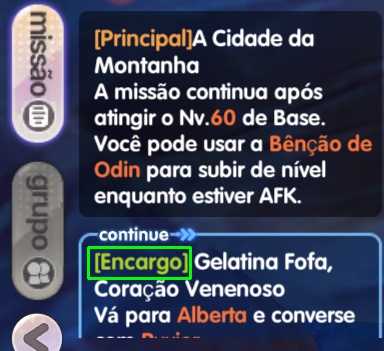 missão
grupo
[Principal]A Cidade da
Montanha
A missão continua após
atingir o Nv.60 de Base.
Você pode usar a Bênção de
Odin para subir de nível
enquanto estiver AFK.
continue
[Encargo] Gelatina Fofa,
Coração Venenoso
Vá para Alberta e converse
com